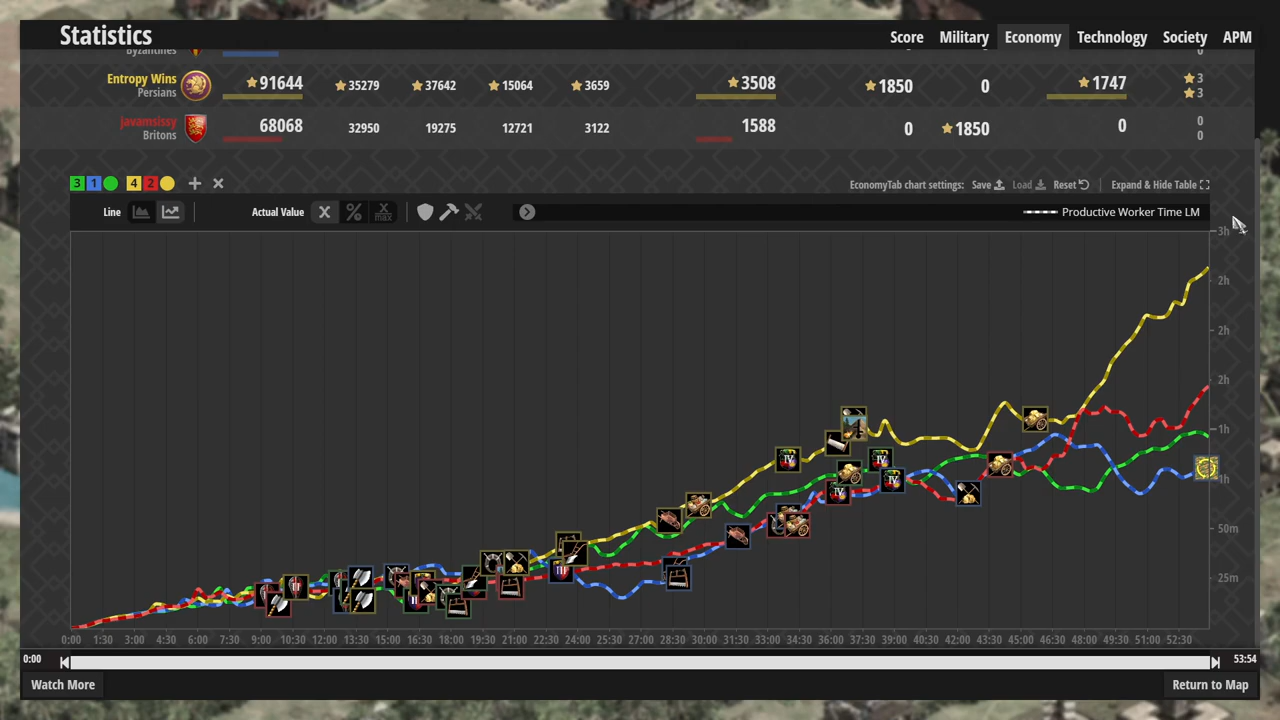 Statistics
Score Military Economy Technology Society APM
Byzantines
Entropy Wins
Persians
91644 35279 37642 15064 3659 3508 1850 0 1747 3
3
javamsissy
Britons
68068 32950 19275 12721 3122 1588 0 1850 0 0
0
3 1 4 2
EconomyTab chart settings: Save Load Reset Expand & Hide Table
Line Actual Value X % X/max
Productive Worker Time LM
3h
2h
2h
2h
1h
1h
50m
25m
0:00 1:30 3:00 4:30 6:00 7:30 9:00 10:30 12:00 13:30 15:00 16:30 18:00 19:30 21:00 22:30 24:00 25:30 27:00 28:30 30:00 31:30 33:00 34:30 36:00 37:30 39:00 40:30 42:00 43:30 45:00 46:30 48:00 49:30 51:00 52:30
0:00 53:54
Watch More Return to Map